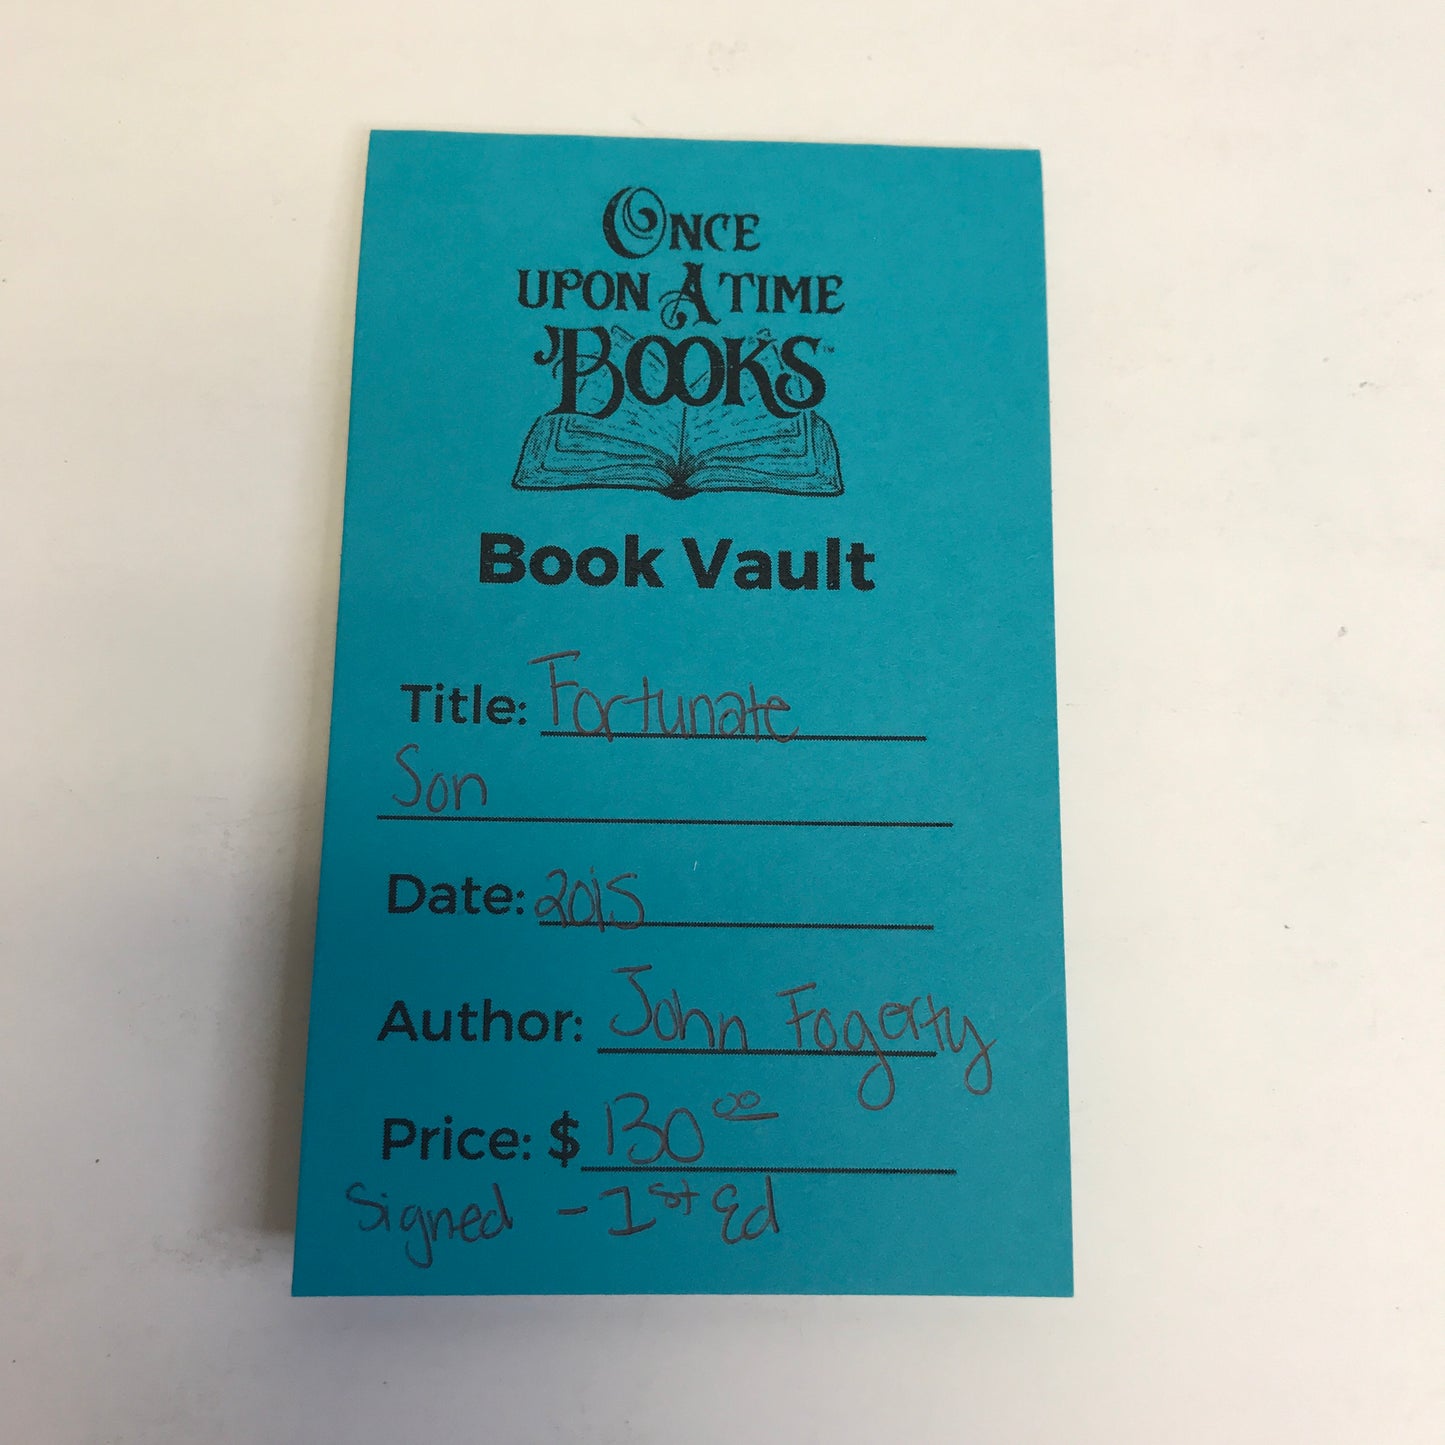 ONCE
UPON A TIME
BOOKS™
Book Vault
Title: Fortunate
Son
Date: 2015
Author: John Fogerty
Price: $ 130 00
Signed - 1st Ed